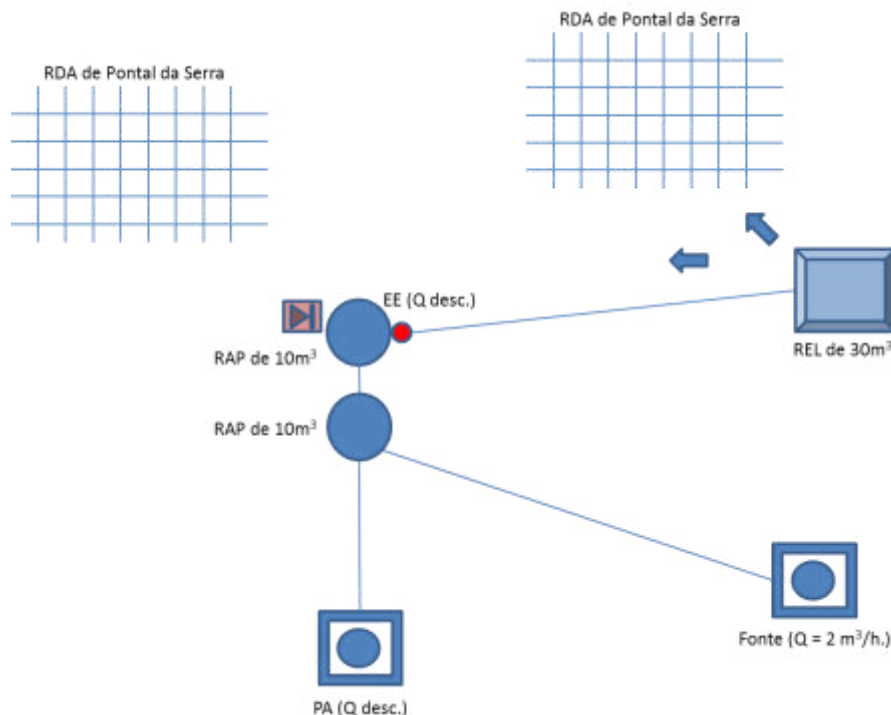 RDA de Pontal da Serra
RDA de Pontal da Serra
EE (Q desc.)
RAP de 10m³
REL de 30m³
RAP de 10m³
Fonte (Q = 2 m³/h.)
PA (Q desc.)